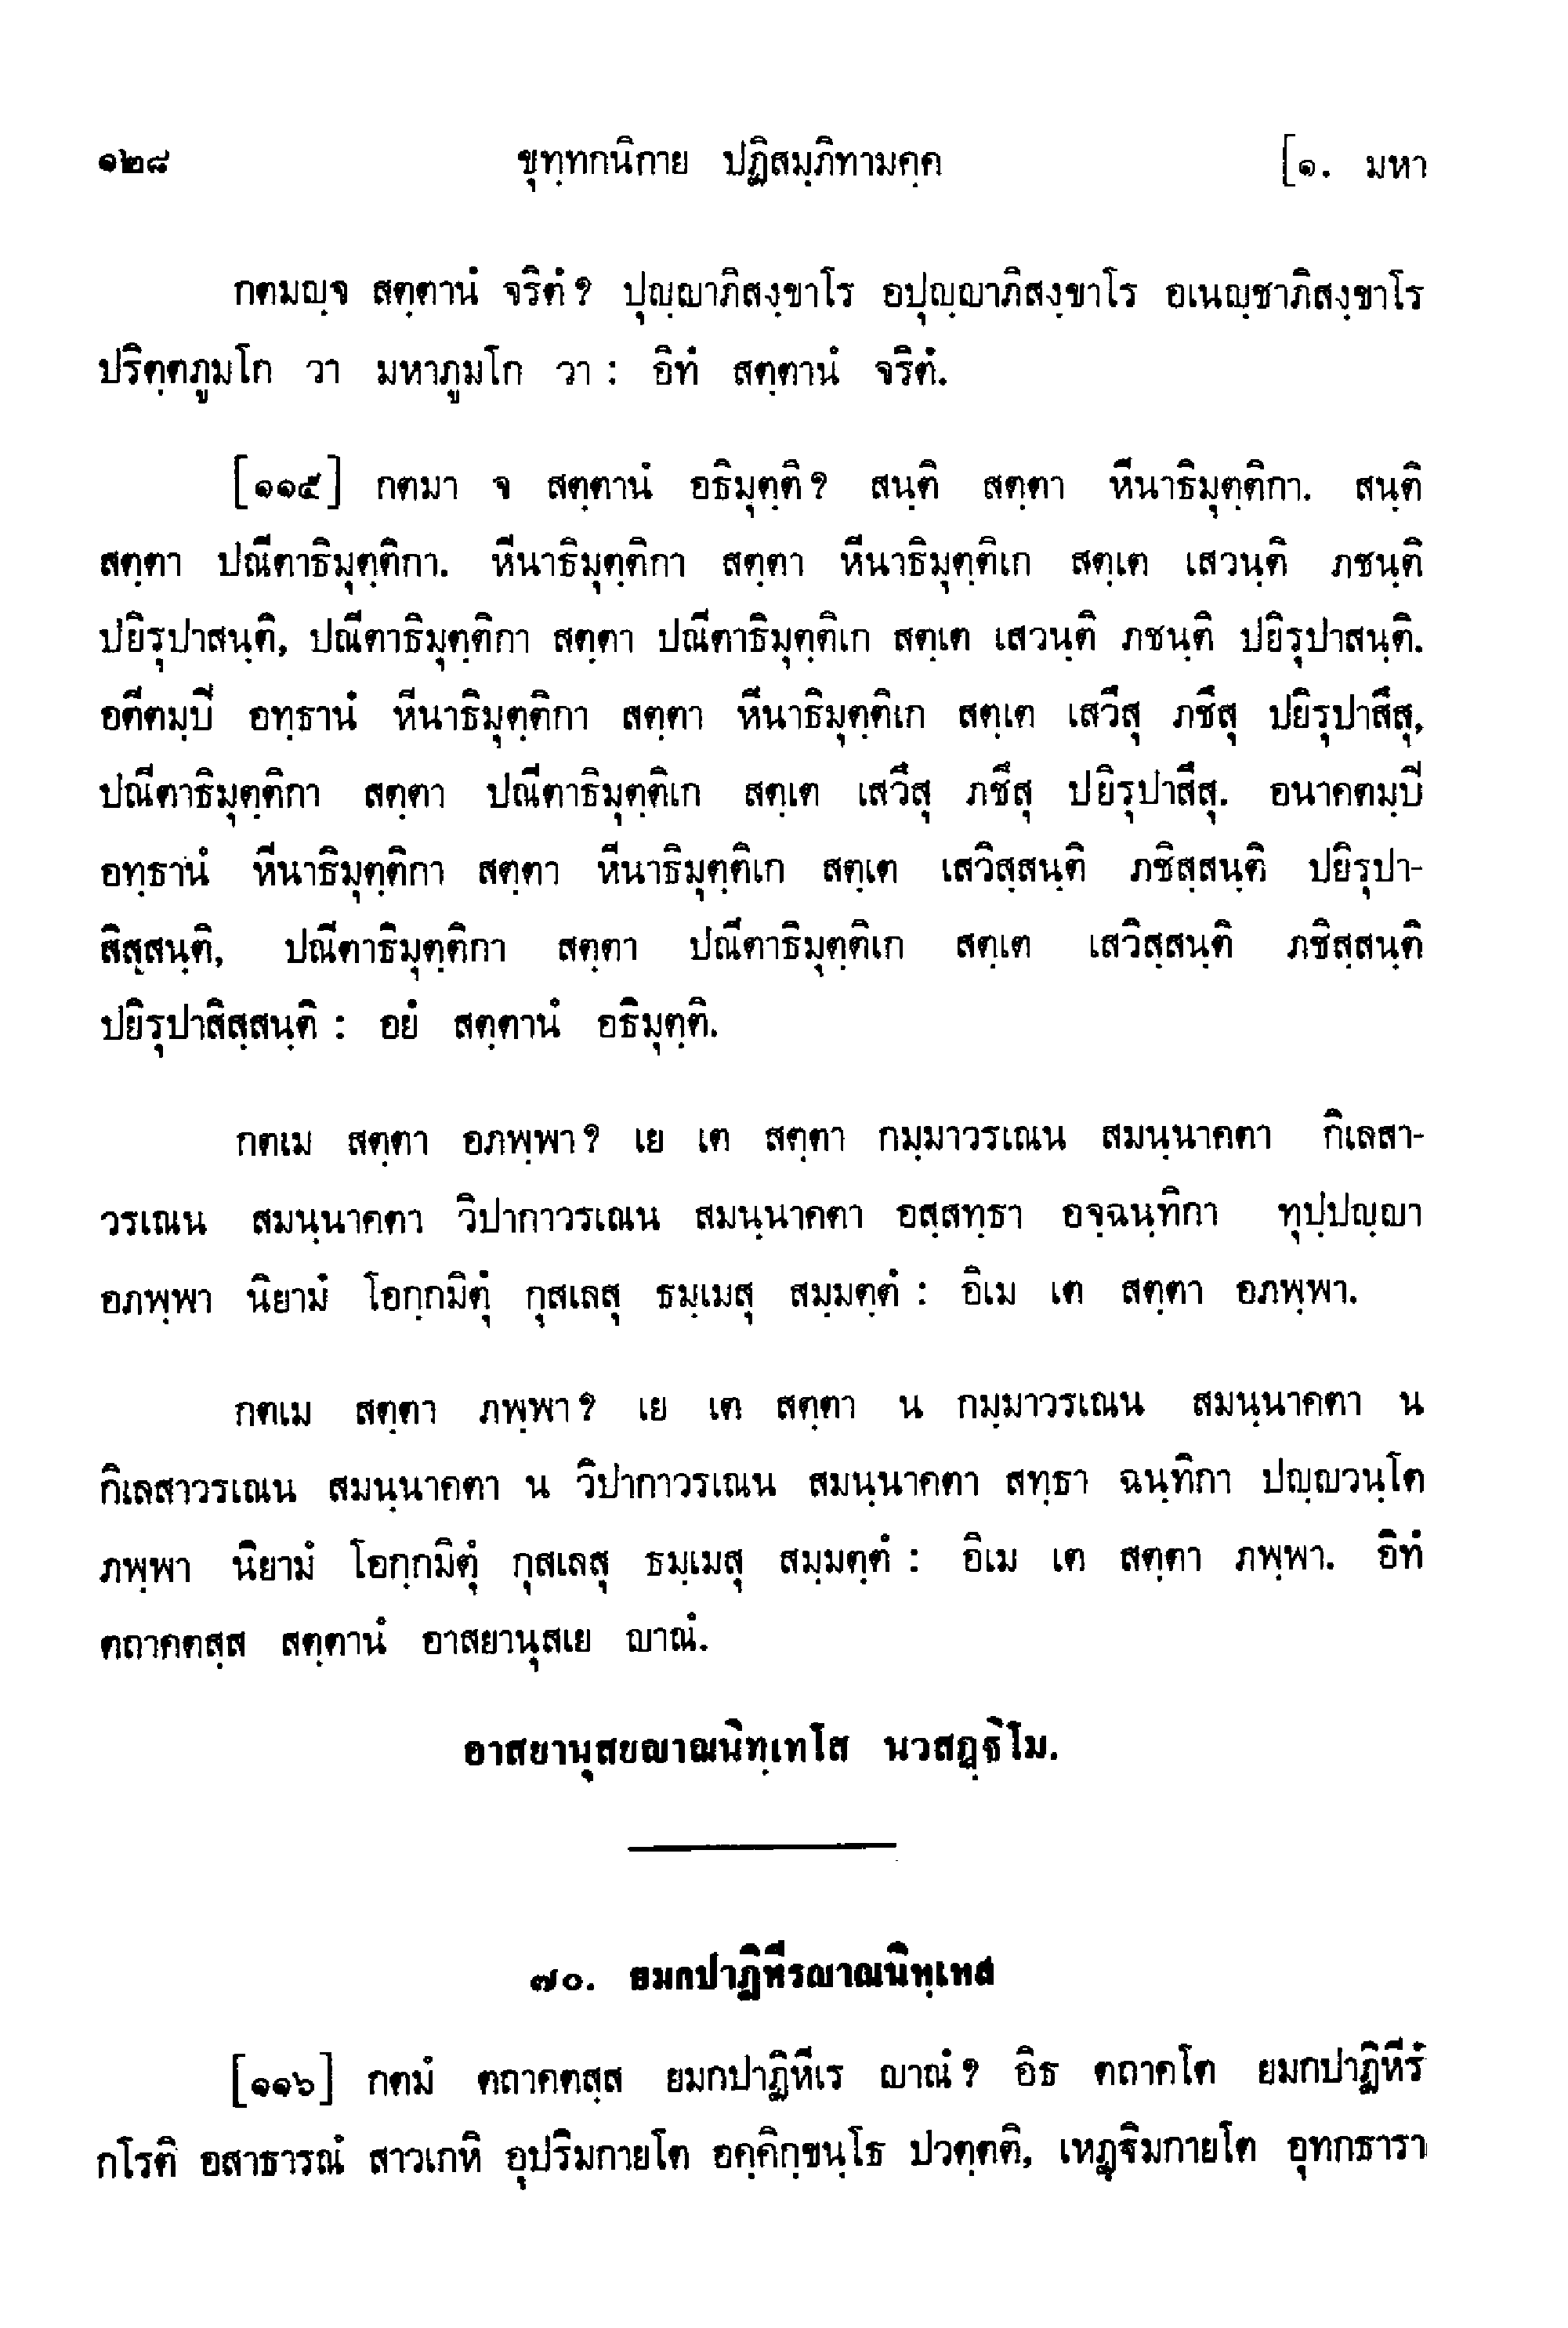 ๑๒๘ ขุทฺทกนิกาย ปฏิสมฺภิทามคฺค [๑. มหา
กตมญฺจ สตฺตานํ จริตํ? ปุญฺญาภิสงฺขาโร อปุญฺญาภิสงฺขาโร อเนญฺชาภิสงฺขาโร
ปริตฺตภูมโก วา มหาภูมโก วา : อิทํ สตฺตานํ จริตํ.
[๑๑๕] กตมา จ สตฺตานํ อธิมุตฺติ? สนฺติ สตฺตา หีนาธิมุตฺติกา. สนฺติ
สตฺตา ปณีตาธิมุตฺติกา. หีนาธิมุตฺติกา สตฺตา หีนาธิมุตฺติเก สตฺเต เสวนฺติ ภชนฺติ
ปยิรุปาสนฺติ, ปณีตาธิมุตฺติกา สตฺตา ปณีตาธิมุตฺติเก สตฺเต เสวนฺติ ภชนฺติ ปยิรุปาสนฺติ.
อตีตมฺปิ อทฺธานํ หีนาธิมุตฺติกา สตฺตา หีนาธิมุตฺติเก สตฺเต เสวึสุ ภชึสุ ปยิรุปาสึสุ,
ปณีตาธิมุตฺติกา สตฺตา ปณีตาธิมุตฺติเก สตฺเต เสวึสุ ภชึสุ ปยิรุปาสึสุ. อนาคตมฺปิ
อทฺธานํ หีนาธิมุตฺติกา สตฺตา หีนาธิมุตฺติเก สตฺเต เสวิสฺสนฺติ ภชิสฺสนฺติ ปยิรุปา-
สิสฺสนฺติ, ปณีตาธิมุตฺติกา สตฺตา ปณีตาธิมุตฺติเก สตฺเต เสวิสฺสนฺติ ภชิสฺสนฺติ
ปยิรุปาสิสฺสนฺติ : อยํ สตฺตานํ อธิมุตฺติ.
กตเม สตฺตา อภพฺพา? เย เต สตฺตา กมฺมาวรเณน สมนฺนาคตา กิเลสา-
วรเณน สมนฺนาคตา วิปากาวรเณน สมนฺนาคตา อสฺสทฺธา อจฺฉนฺทิกา ทุปฺปญฺญา
อภพฺพา นิยามํ โอกฺกมิตุํ กุสเลสุ ธมฺเมสุ สมฺมตฺตํ : อิเม เต สตฺตา อภพฺพา.
กตเม สตฺตา ภพฺพา? เย เต สตฺตา น กมฺมาวรเณน สมนฺนาคตา น
กิเลสาวรเณน สมนฺนาคตา น วิปากาวรเณน สมนฺนาคตา สทฺธา ฉนฺทิกา ปญฺญวนฺโต
ภพฺพา นิยามํ โอกฺกมิตุํ กุสเลสุ ธมฺเมสุ สมฺมตฺตํ : อิเม เต สตฺตา ภพฺพา. อิทํ
ตถาคตสฺส สตฺตานํ อาสยานุสเย ญาณํ.
อาสยานุสยญาณนิทฺเทโส นวสฏฺฐิโม.
๗๐. ยมกปาฏิหีรญาณนิทฺเทส
[๑๑๖] กตมํ ตถาคตสฺส ยมกปาฏิหีเร ญาณํ? อิธ ตถาคโต ยมกปาฏิหีรํ
กโรติ อสาธารณํ สาวเกหิ อุปริมกายโต อคฺคิกฺขนฺโธ ปวตฺตติ, เหฏฺฐิมกายโต อุทกธารา